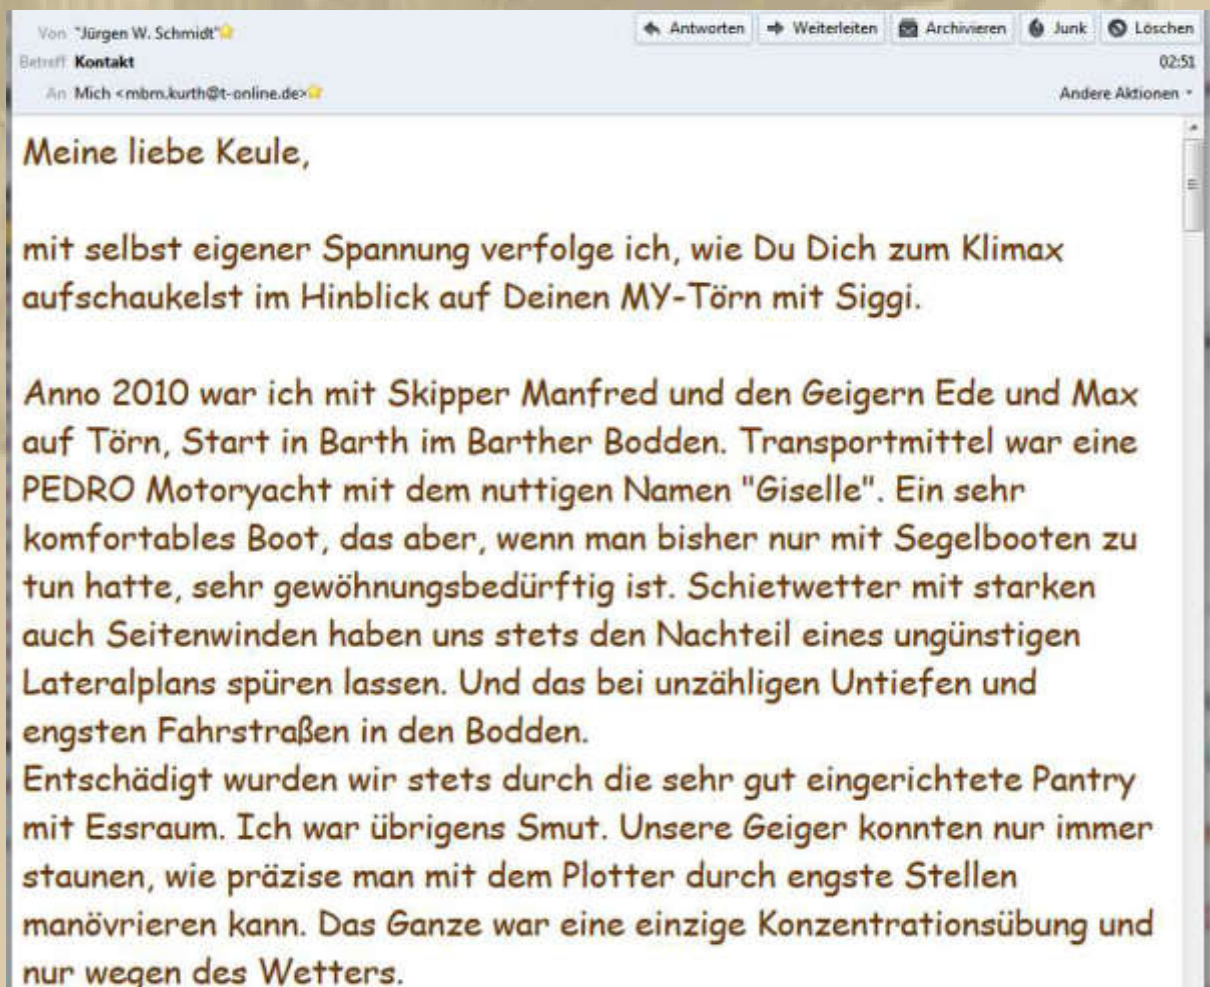 Von "Jürgen W. Schmidt"
Antworten Weiterleiten Archivieren Junk Löschen
Betreff Kontakt
02:51
An Mich <mbm.kurth@t-online.de>
Andere Aktionen
Meine liebe Keule,
mit selbst eigener Spannung verfolge ich, wie Du Dich zum Klimax
aufschaukelst im Hinblick auf Deinen MY-Törn mit Siggi.
Anno 2010 war ich mit Skipper Manfred und den Geigern Ede und Max
auf Törn, Start in Barth im Barther Bodden. Transportmittel war eine
PEDRO Motoryacht mit dem nuttigen Namen "Giselle". Ein sehr
komfortables Boot, das aber, wenn man bisher nur mit Segelbooten zu
tun hatte, sehr gewöhnungsbedürftig ist. Schietwetter mit starken
auch Seitenwinden haben uns stets den Nachteil eines ungünstigen
Lateralplans spüren lassen. Und das bei unzähligen Untiefen und
engsten Fahrstraßen in den Bodden.
Entschädigt wurden wir stets durch die sehr gut eingerichtete Pantry
mit Essraum. Ich war übrigens Smut. Unsere Geiger konnten nur immer
staunen, wie präzise man mit dem Plotter durch engste Stellen
manövrieren kann. Das Ganze war eine einzige Konzentrationsübung und
nur wegen des Wetters.